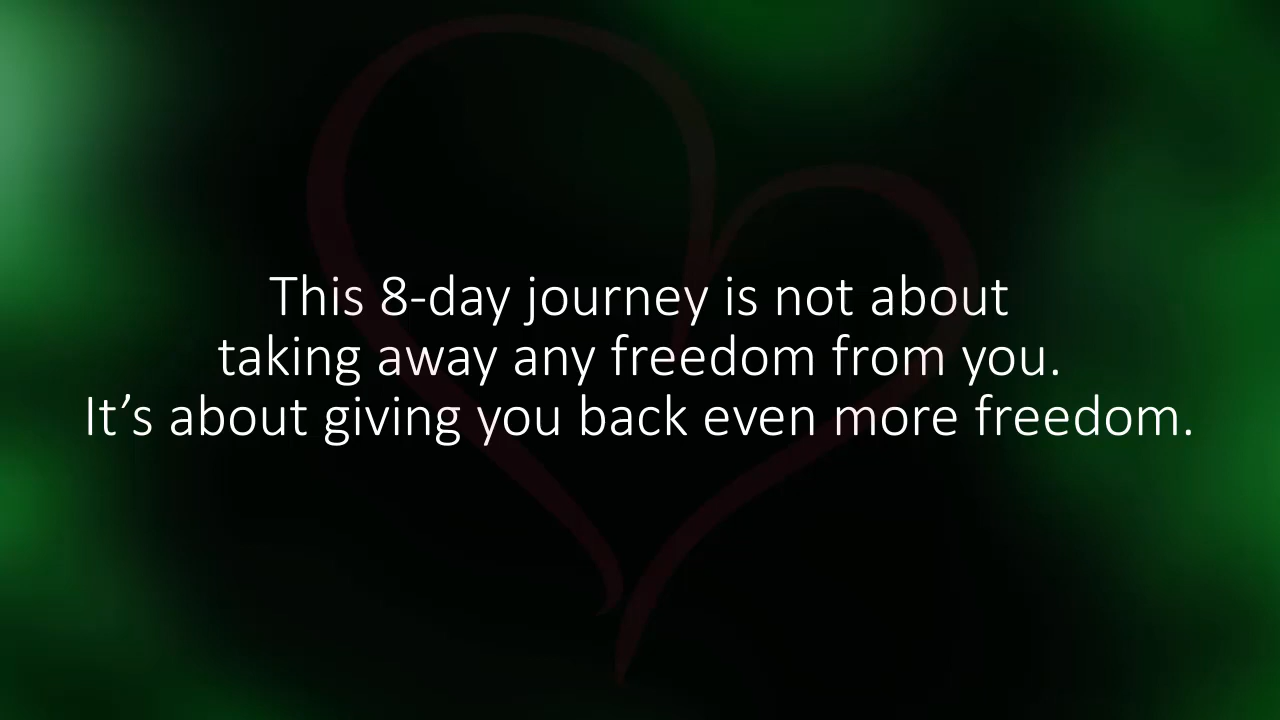 This 8-day journey is not about
taking away any freedom from you.
It’s about giving you back even more freedom.